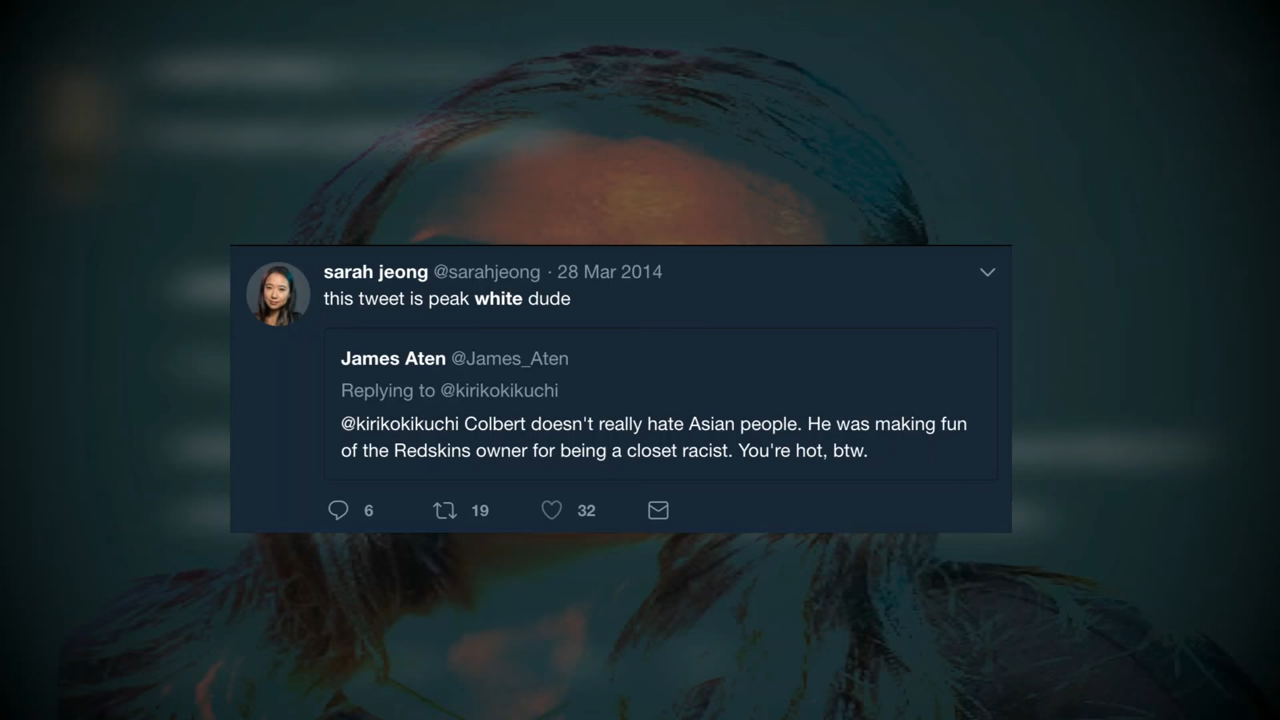 sarah jeong @sarahjeong · 28 Mar 2014
this tweet is peak white dude
James Aten @James_Aten
Replying to @kirikokikuchi
@kirikokikuchi Colbert doesn't really hate Asian people. He was making fun
of the Redskins owner for being a closet racist. You're hot, btw.
6 19 32